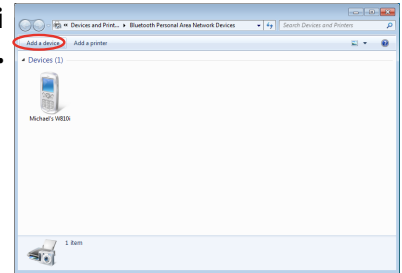 i
« Devices and Print... ▸ Bluetooth Personal Area Network Devices
Search Devices and Printers
Add a device
Add a printer
Devices (1)
Michael's W810i
1 item